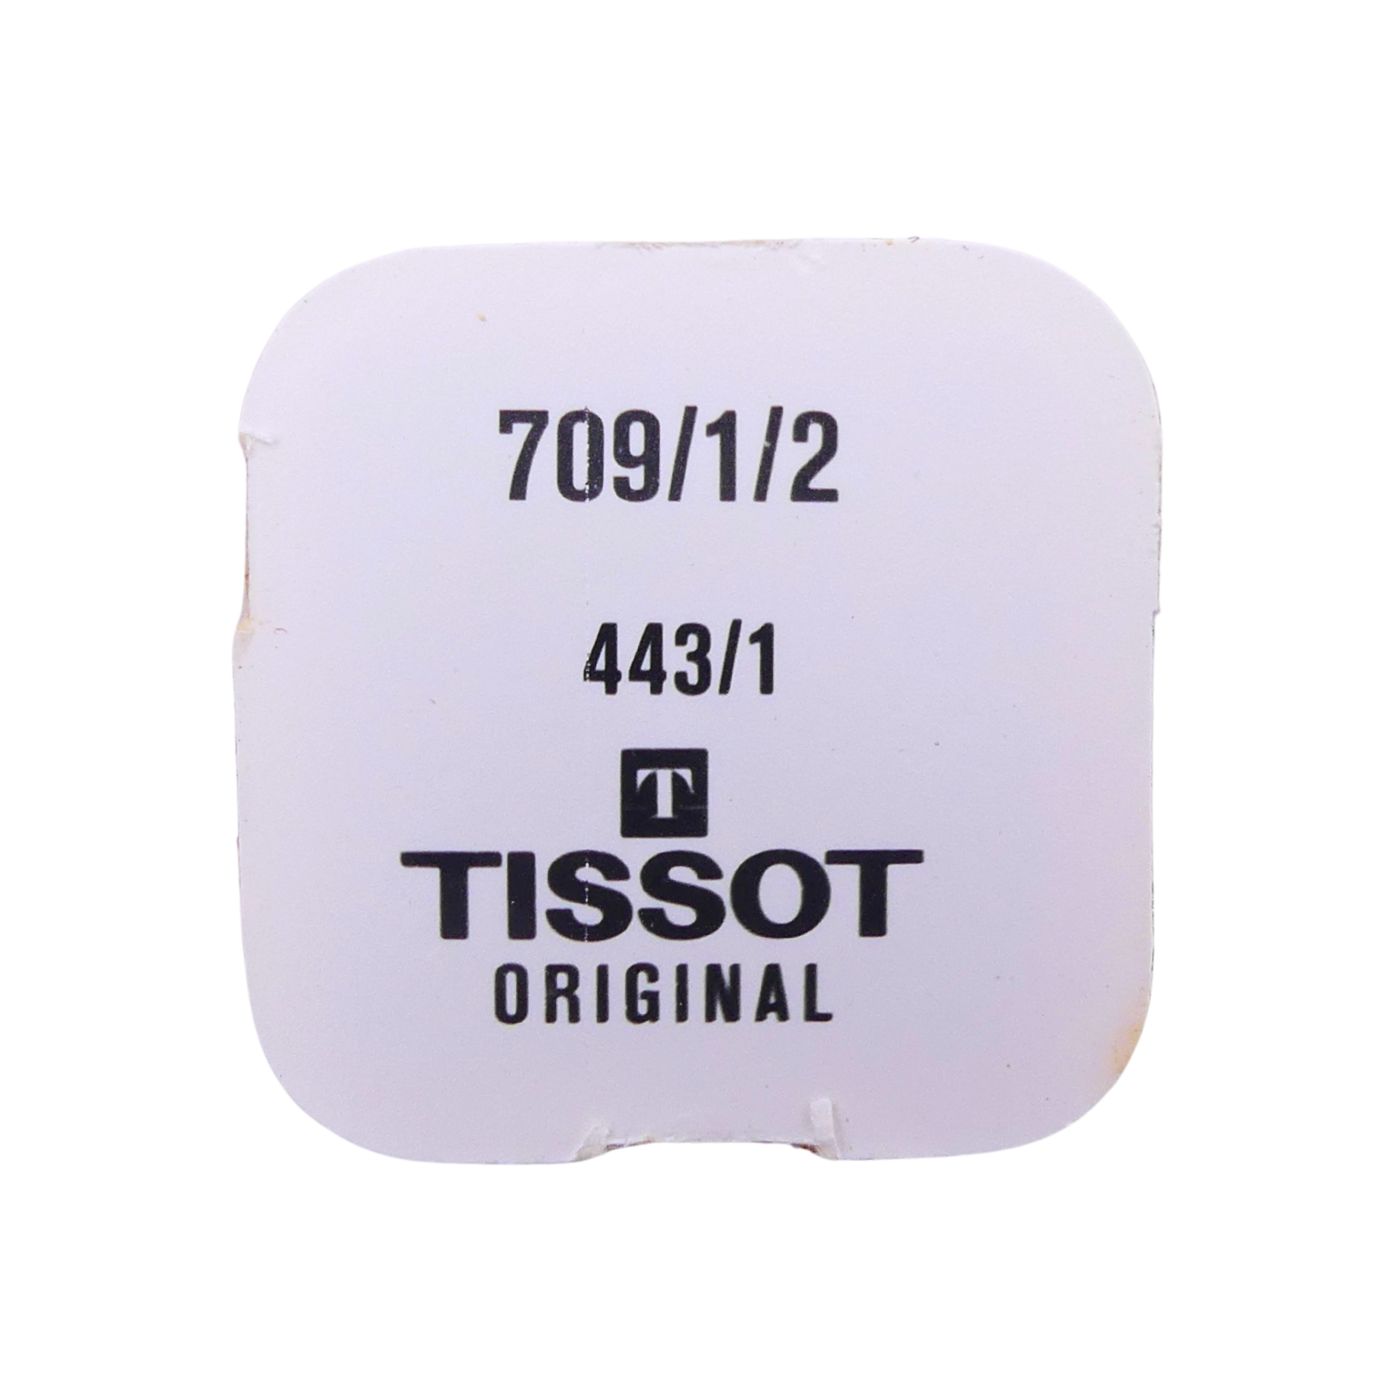 709/1/2
443/1
T
TISSOT
ORIGINAL